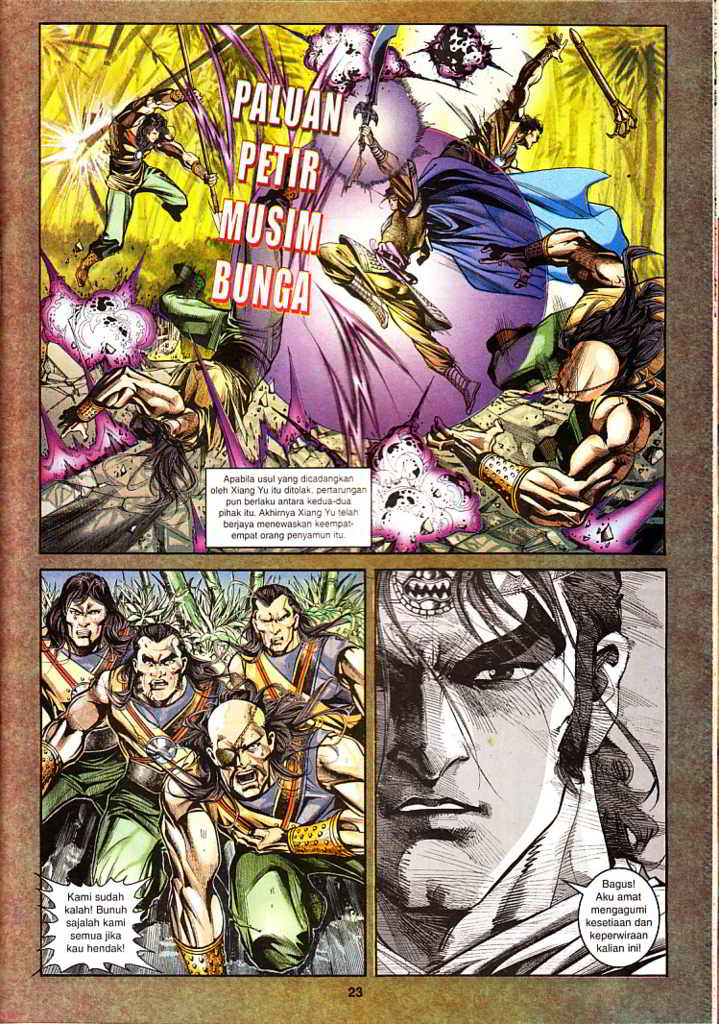 PALUAN
PETIR
MUSIM
BUNGA
Apabila usul yang dicadangkan
oleh Xiang Yu itu ditolak, pertarungan
pun berlaku antara kedua-dua
pihak itu. Akhirnya Xiang Yu telah
berjaya menewaskan keempat-
empat orang penyamun itu.
Kami sudah
kalah! Bunuh
sajalah kami
semua jika
kau hendak!
Bagus!
Aku amat
mengagumi
kesetiaan dan
keperwiraan
kalian ini!
23